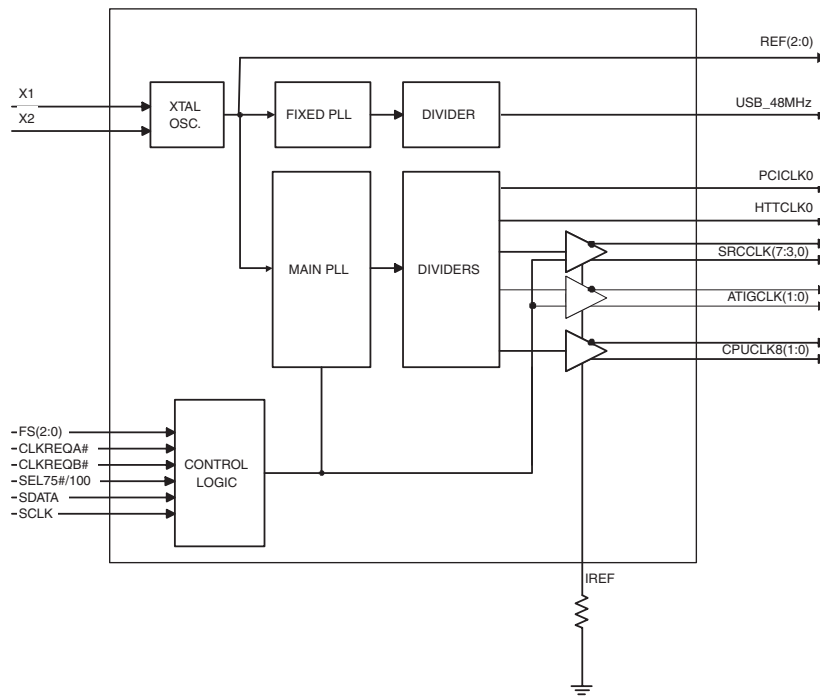 REF(2:0)
X1
XTAL
OSC.
FIXED PLL
DIVIDER
USB_48MHz
X2
PCICLK0
HTTCLK0
MAIN PLL
DIVIDERS
SRCCLK(7:3,0)
ATIGCLK(1:0)
CPUCLK8(1:0)
FS(2:0)
CLKREQA#
CLKREQB#
SEL75#/100
SDATA
SCLK
CONTROL
LOGIC
IREF